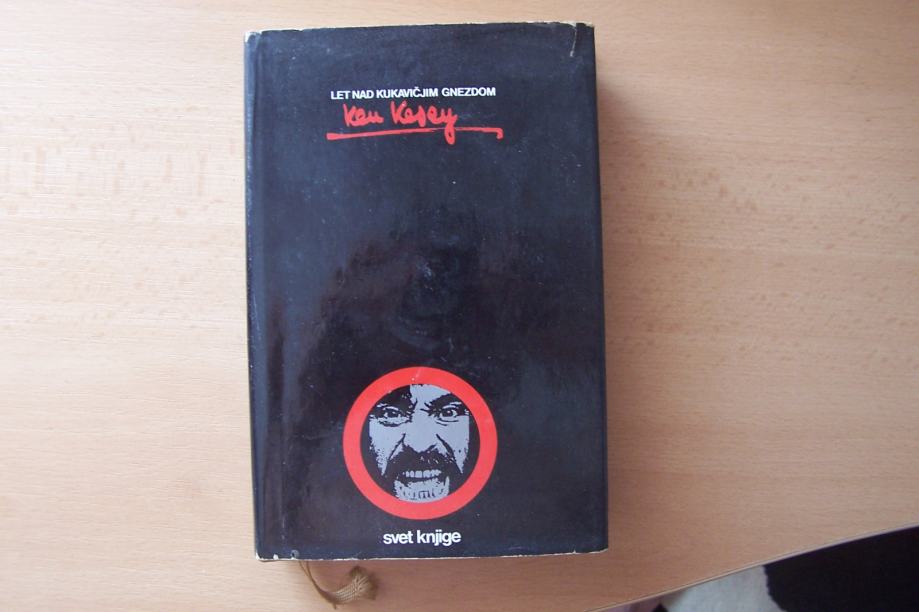 LET NAD KUKAVIČJIM GNEZDOM
Ken Kesey
svet knjige